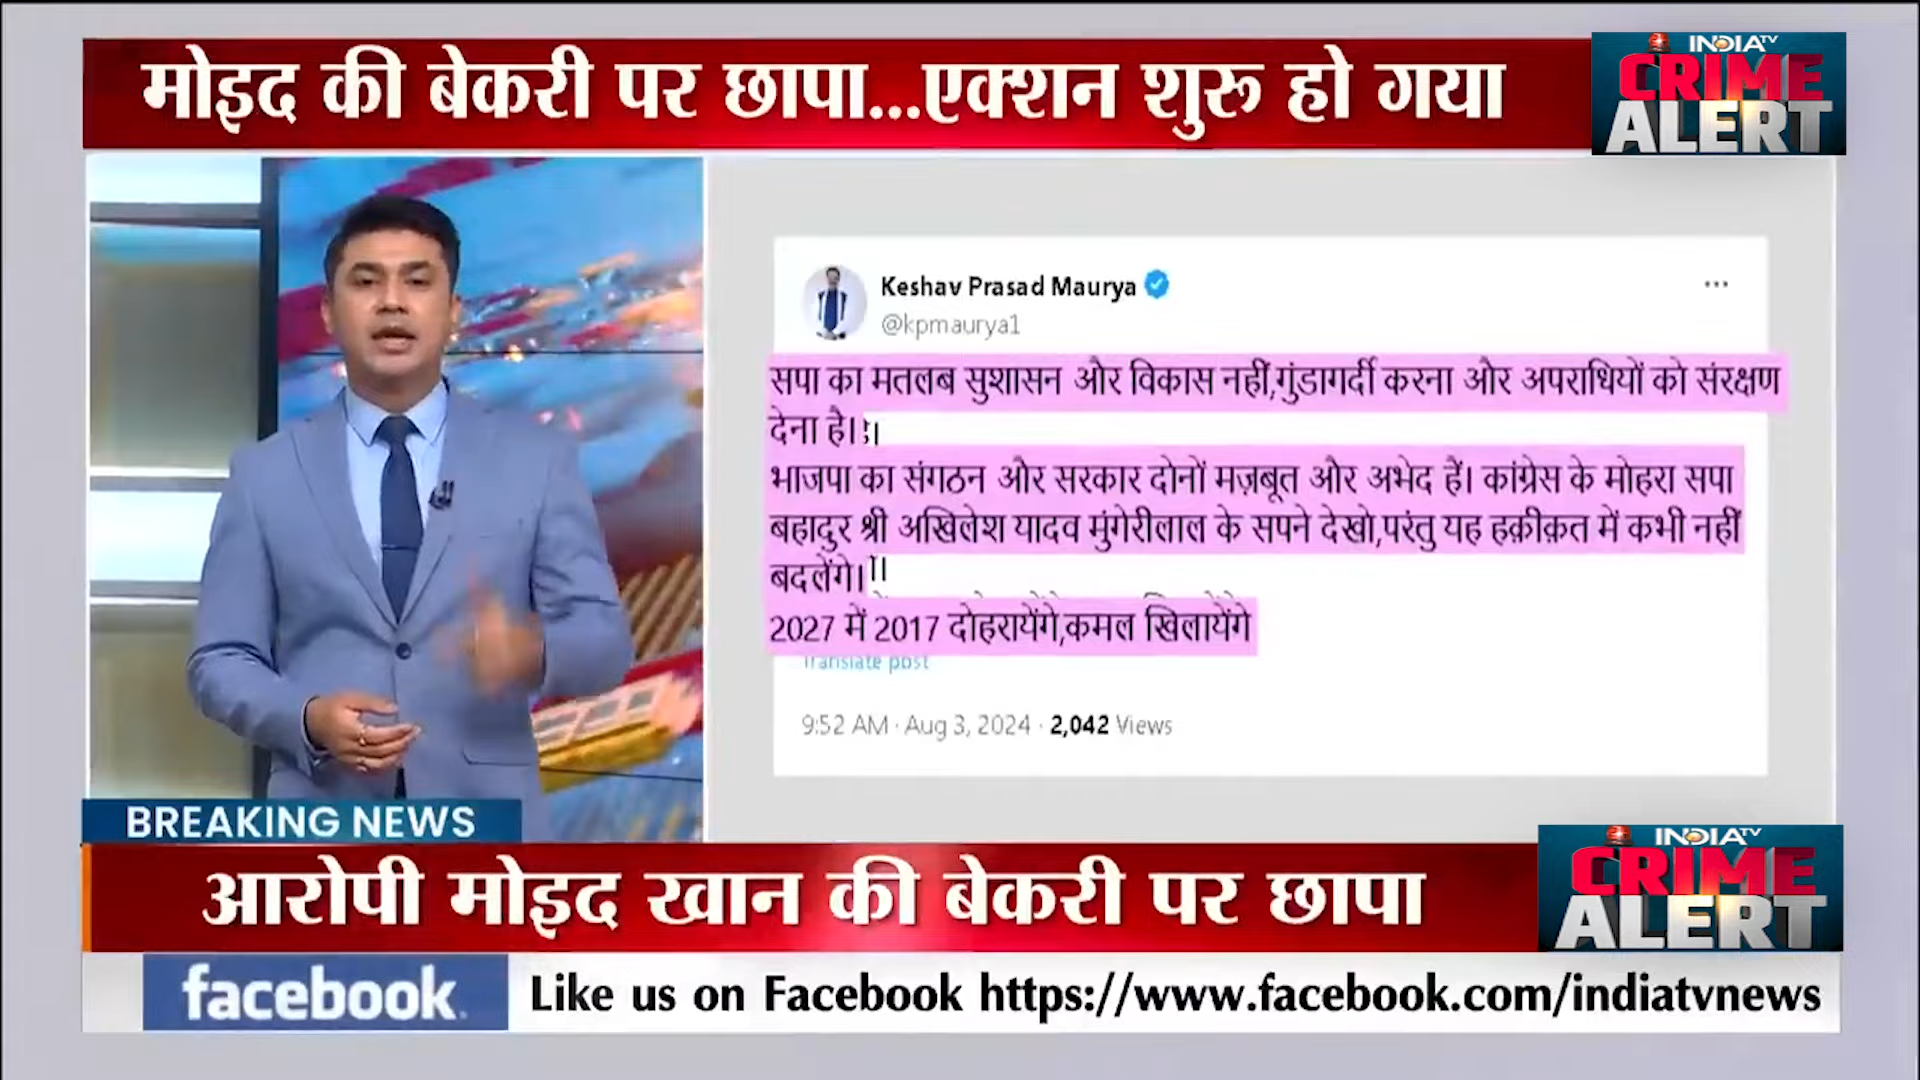 मोइद की बेकरी पर छापा...एक्शन शुरू हो गया
INDIA TV
CRIME
ALERT
Keshav Prasad Maurya
@kpmaurya1
सपा का मतलब सुशासन और विकास नहीं,गुंडागर्दी करना और अपराधियों को संरक्षण
देना है।
भाजपा का संगठन और सरकार दोनों मज़बूत और अभेद हैं। कांग्रेस के मोहरा सपा
बहादुर श्री अखिलेश यादव मुंगेरीलाल के सपने देखो,परंतु यह हक़ीक़त में कभी नहीं
बदलेंगे।
2027 में 2017 दोहरायेंगे,कमल खिलायेंगे
Translate post
9:52 AM · Aug 3, 2024 · 2,042 Views
BREAKING NEWS
आरोपी मोइद खान की बेकरी पर छापा
INDIA TV
CRIME
ALERT
facebook.
Like us on Facebook https://www.facebook.com/indiatvnews